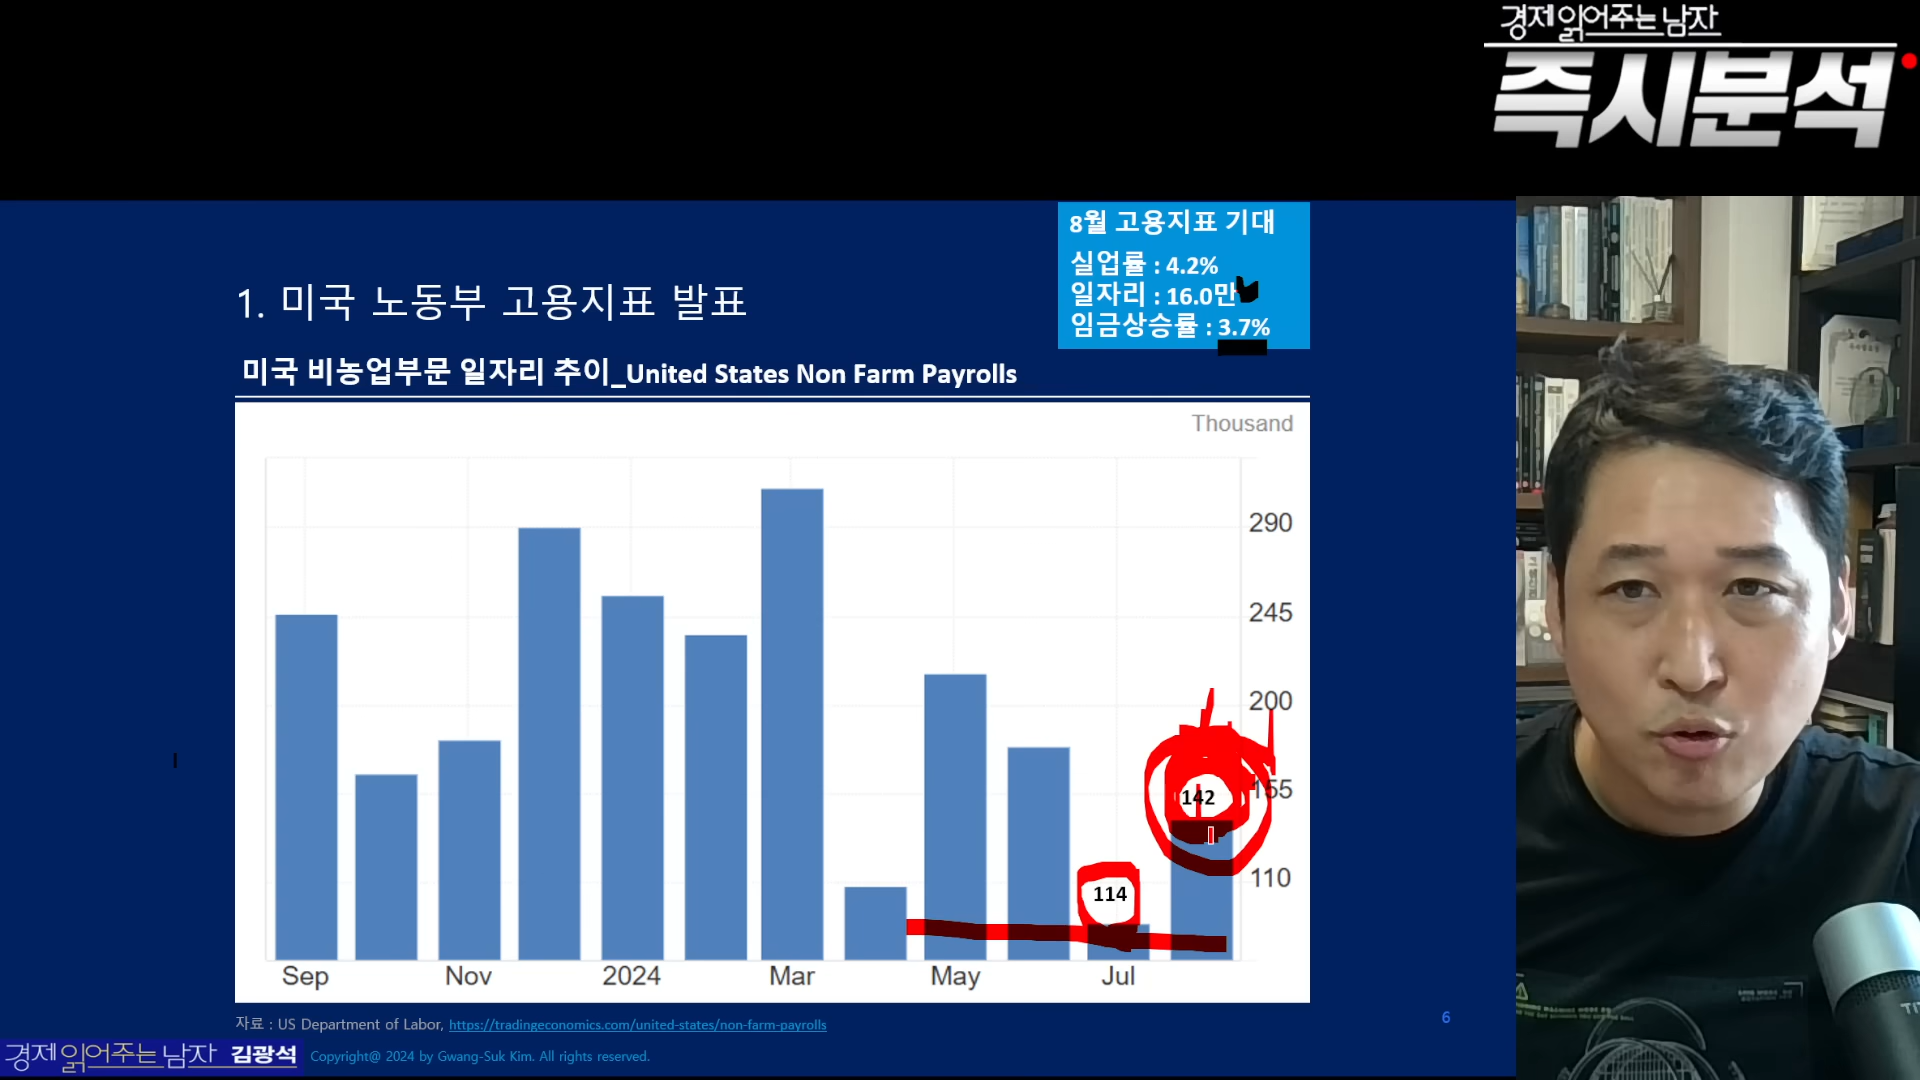 경제읽어주는남자
즉시분석
8월 고용지표 기대
실업률 : 4.2%
일자리 : 16.0만
임금상승률 : 3.7%
1. 미국 노동부 고용지표 발표
미국 비농업부문 일자리 추이_United States Non Farm Payrolls
Thousand
290
245
200
155
110
142
114
Sep Nov 2024 Mar May Jul
자료 : US Department of Labor, https://tradingeconomics.com/united-states/non-farm-payrolls
6
경제읽어주는남자 김광석 Copyright@ 2024 by Gwang-Suk Kim. All rights reserved.